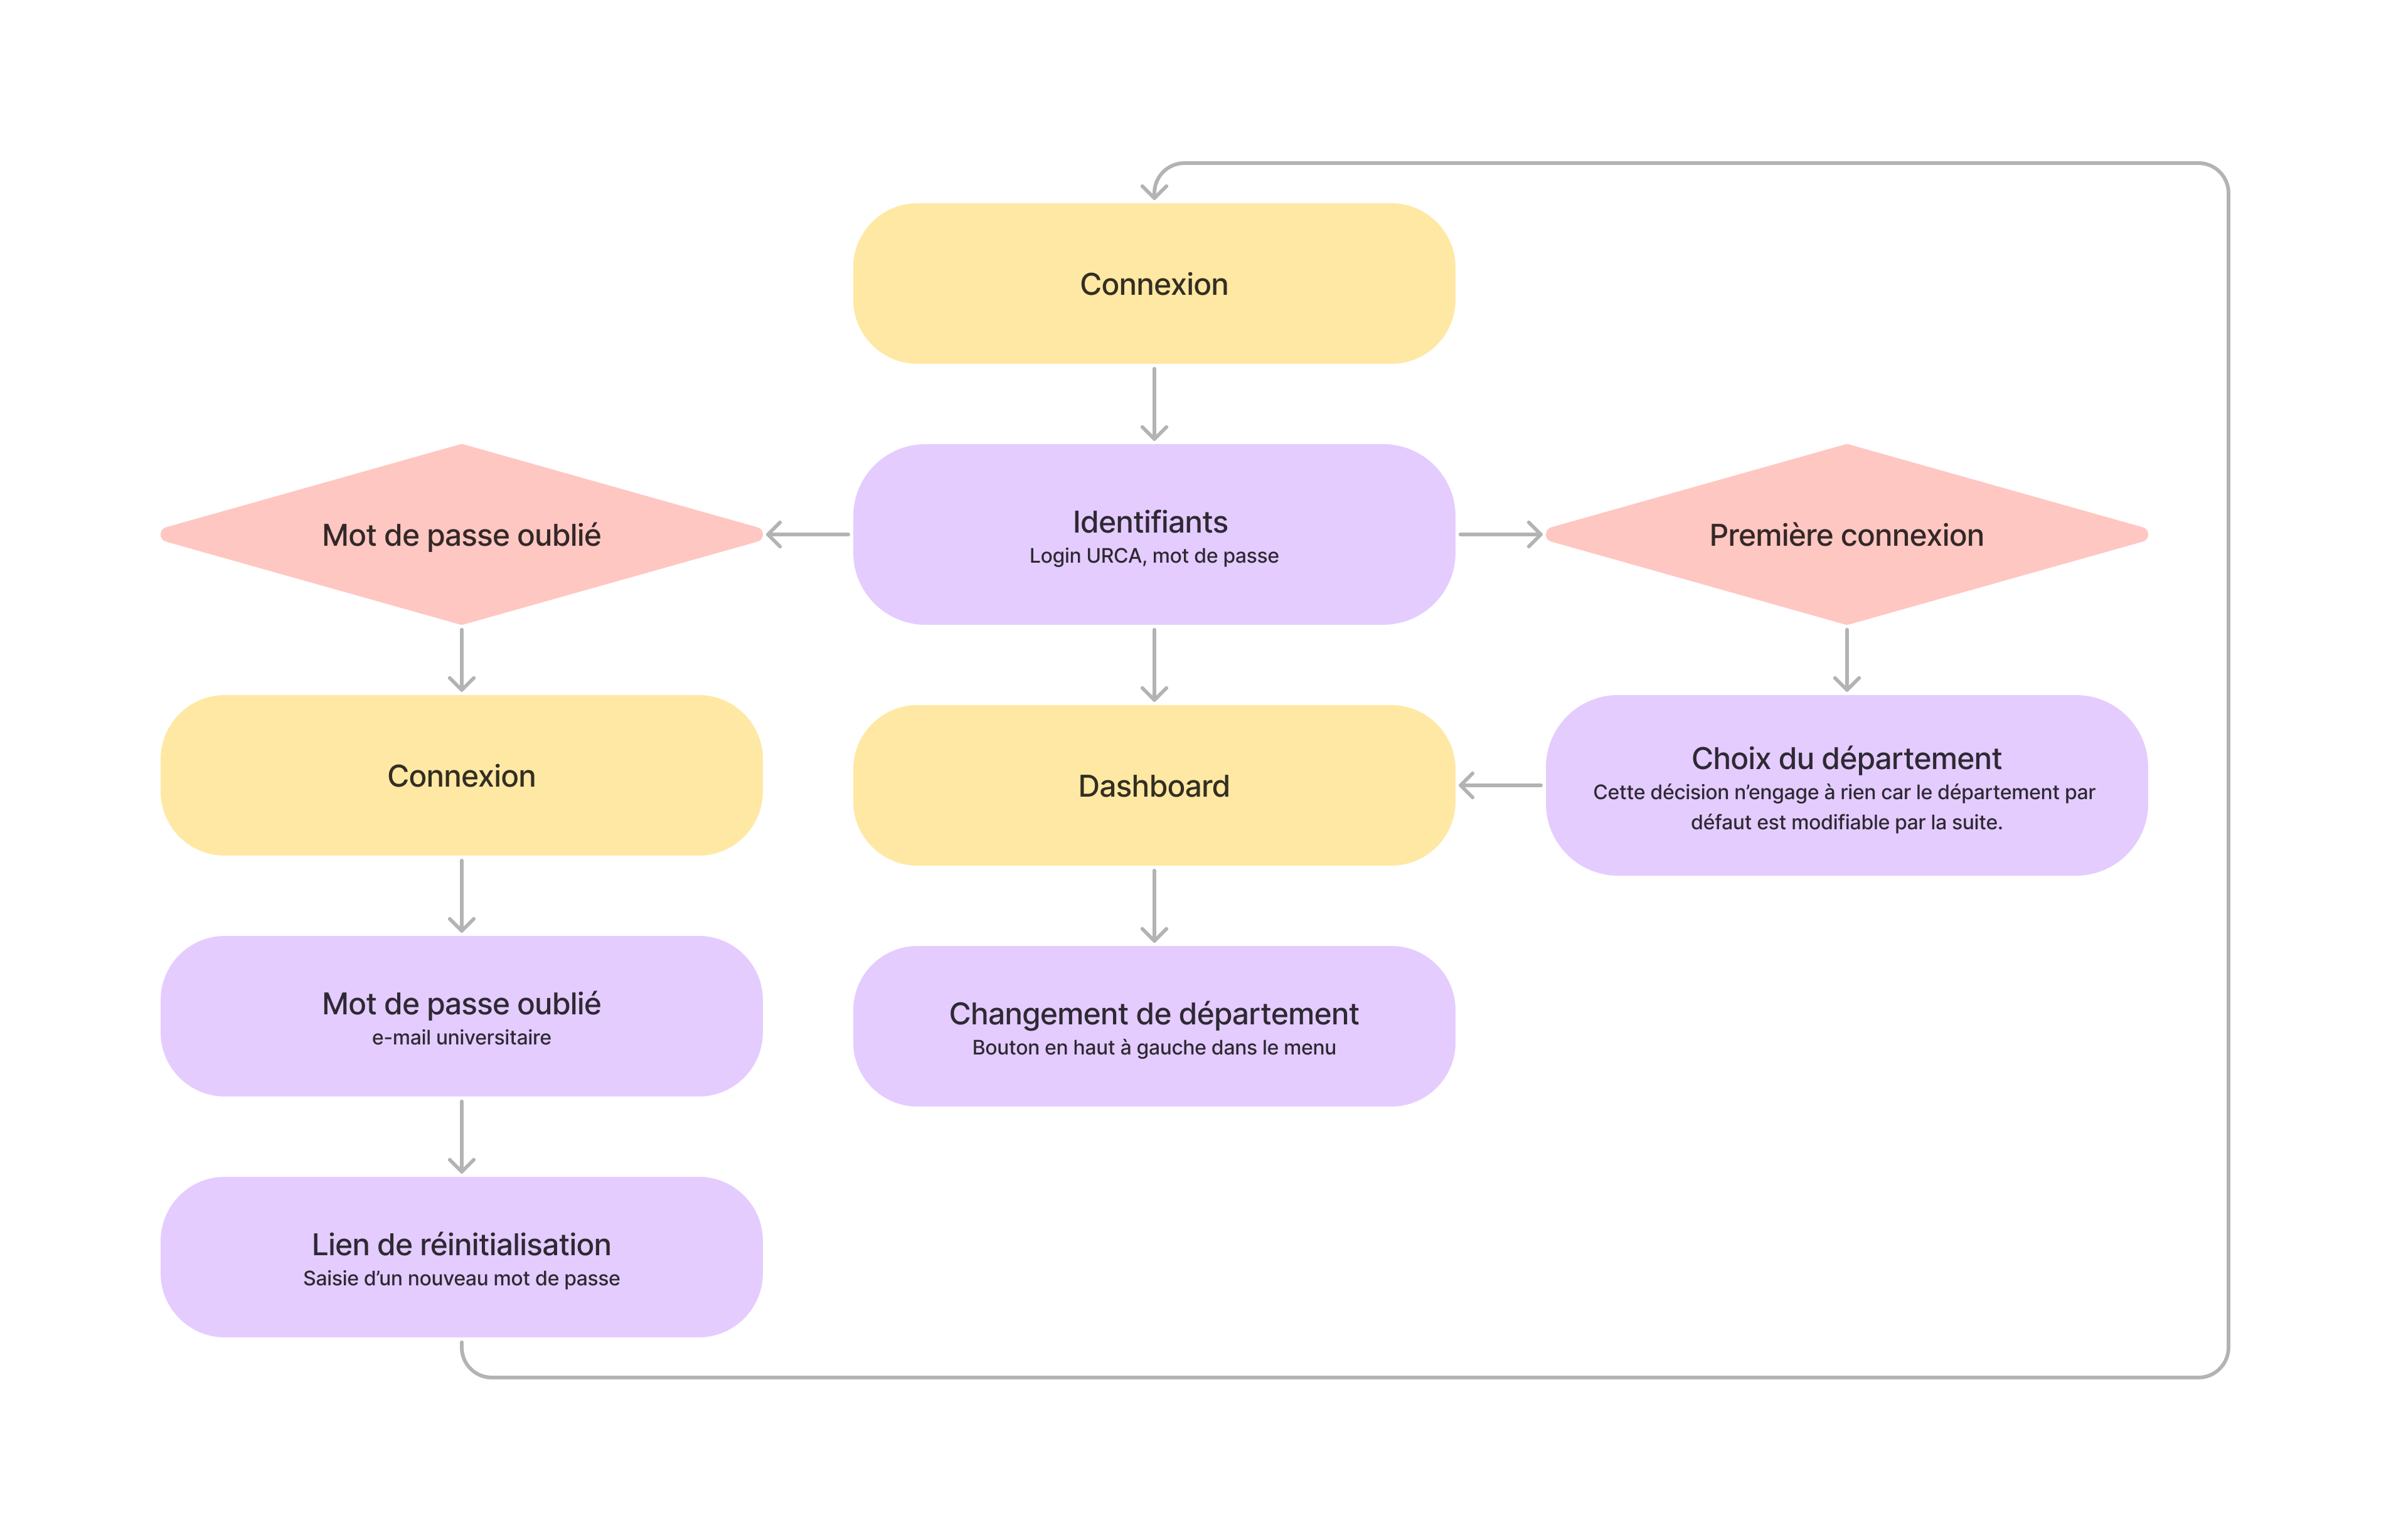 Connexion
Mot de passe oublié
Identifiants
Login URCA, mot de passe
Première connexion
Connexion
Dashboard
Choix du département
Cette décision n’engage à rien car le département par
défaut est modifiable par la suite.
Mot de passe oublié
e-mail universitaire
Changement de département
Bouton en haut à gauche dans le menu
Lien de réinitialisation
Saisie d’un nouveau mot de passe